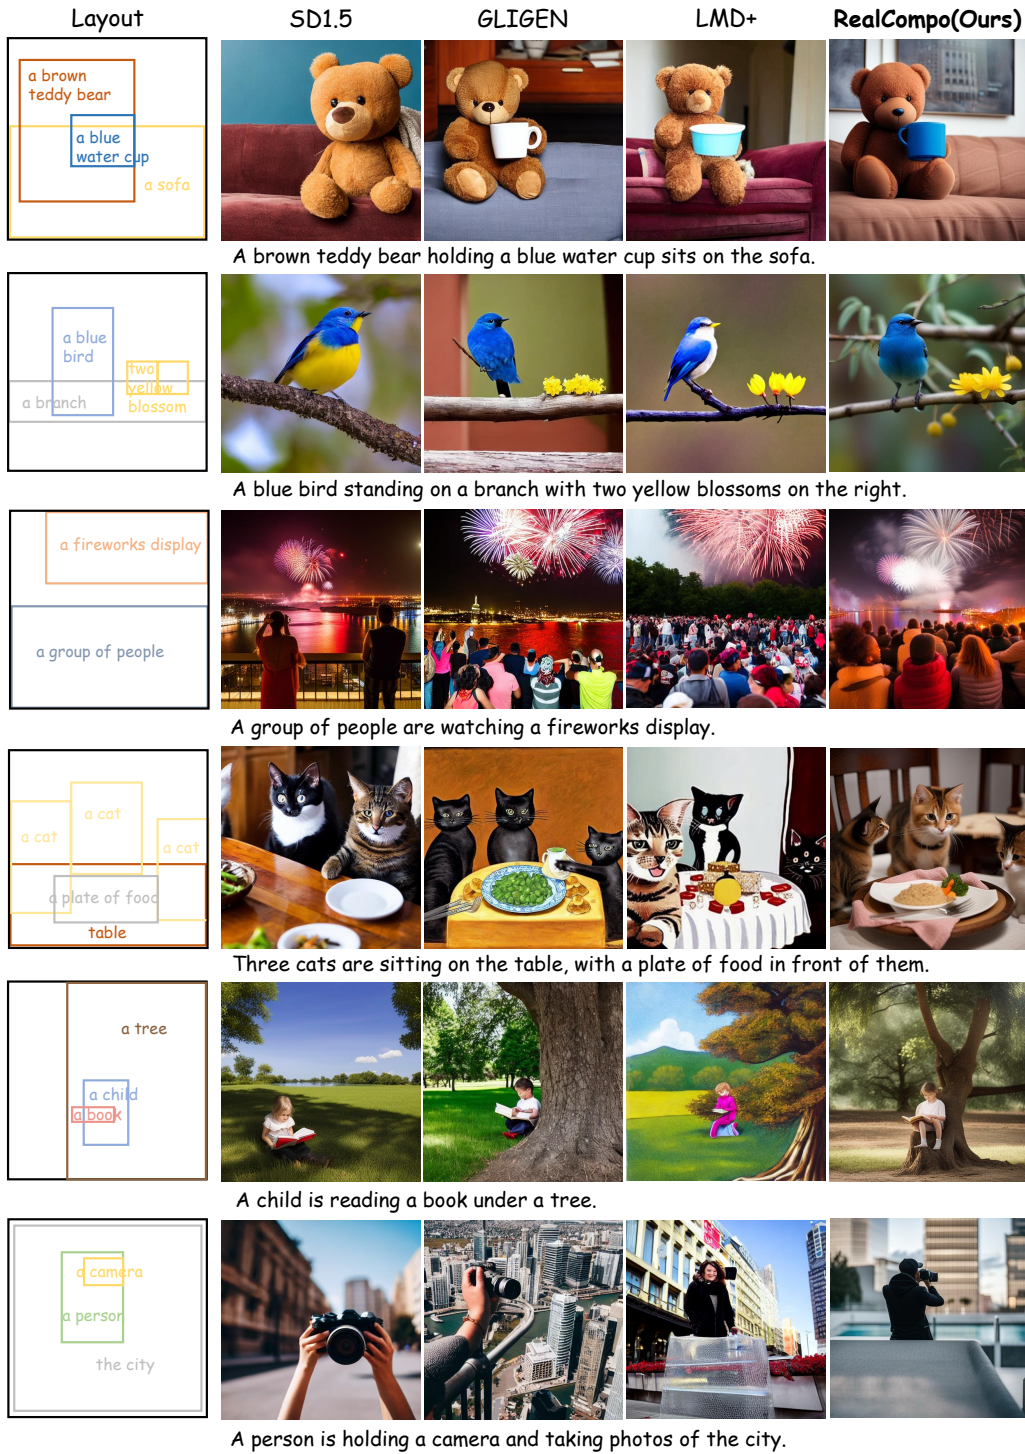 Layout SD1.5 GLIGEN LMD+ RealCompo(Ours)
a brown
teddy bear
a blue
water cup
a sofa
A brown teddy bear holding a blue water cup sits on the sofa.
a blue
bird
two
yellow
blossom
a branch
A blue bird standing on a branch with two yellow blossoms on the right.
a fireworks display
a group of people
A group of people are watching a fireworks display.
a cat
a cat
a cat
a plate of food
table
Three cats are sitting on the table, with a plate of food in front of them.
a tree
a child
a book
A child is reading a book under a tree.
a camera
a person
the city
A person is holding a camera and taking photos of the city.